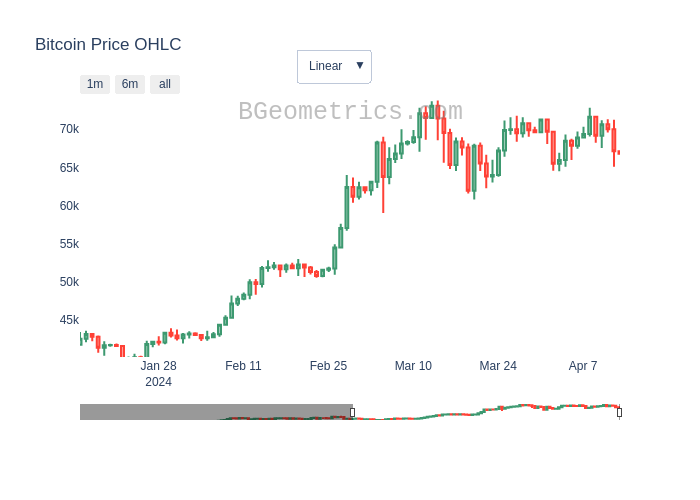 Bitcoin Price OHLC
Linear ▼
1m 6m all
BGeometrics.com
70k
65k
60k
55k
50k
45k
Jan 28 Feb 11 Feb 25 Mar 10 Mar 24 Apr 7
2024